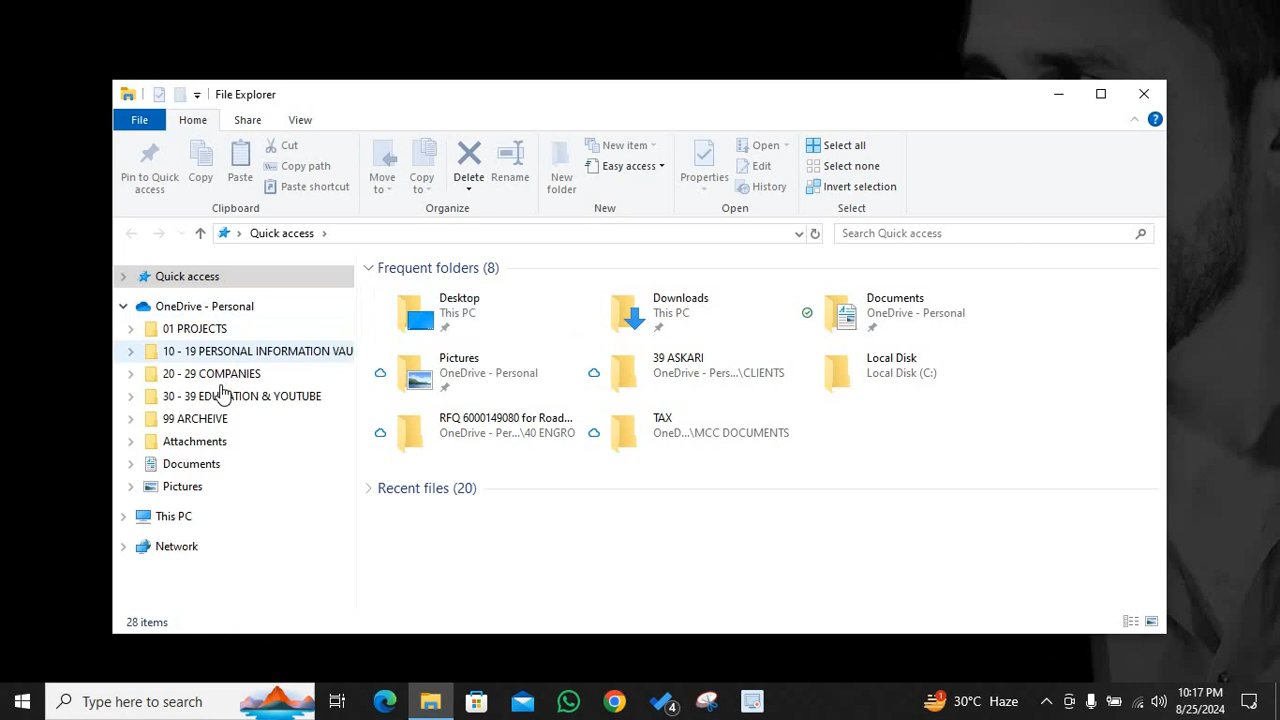 File Explorer
File Home Share View
Pin to Quick access
Copy
Paste
Cut
Copy path
Paste shortcut
Clipboard
Move to
Copy to
Delete
Rename
Organize
New folder
New item
Easy access
New
Properties
Open
Edit
History
Open
Select all
Select none
Invert selection
Select
Quick access
Search Quick access
Quick access
OneDrive - Personal
01 PROJECTS
10 - 19 PERSONAL INFORMATION VAU
20 - 29 COMPANIES
30 - 39 EDUCATION & YOUTUBE
99 ARCHEIVE
Attachments
Documents
Pictures
This PC
Network
Frequent folders (8)
Desktop
This PC
Downloads
This PC
Documents
OneDrive - Personal
Pictures
OneDrive - Personal
39 ASKARI
OneDrive - Pers...\CLIENTS
Local Disk
Local Disk (C:)
RFQ 6000149080 for Road...
OneDrive - Per...\40 ENGRO
TAX
OneD...\MCC DOCUMENTS
Recent files (20)
28 items
Type here to search
4
1
30°C Haze
10:17 PM
8/25/2024